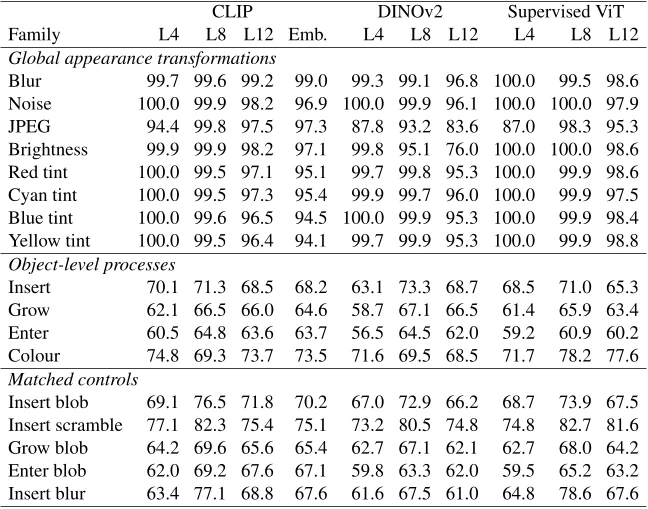 CLIP DINOv2 Supervised ViT
Family L4 L8 L12 Emb. L4 L8 L12 L4 L8 L12
Global appearance transformations
Blur 99.7 99.6 99.2 99.0 99.3 99.1 96.8 100.0 99.5 98.6
Noise 100.0 99.9 98.2 96.9 100.0 99.9 96.1 100.0 100.0 97.9
JPEG 94.4 99.8 97.5 97.3 87.8 93.2 83.6 87.0 98.3 95.3
Brightness 99.9 99.9 98.2 97.1 99.8 95.1 76.0 100.0 100.0 98.6
Red tint 100.0 99.5 97.1 95.1 99.7 99.8 95.3 100.0 99.9 98.6
Cyan tint 100.0 99.5 97.3 95.4 99.9 99.7 96.0 100.0 99.9 97.5
Blue tint 100.0 99.6 96.5 94.5 100.0 99.9 95.3 100.0 99.9 98.4
Yellow tint 100.0 99.5 96.4 94.1 99.7 99.9 95.3 100.0 99.9 98.8
Object-level processes
Insert 70.1 71.3 68.5 68.2 63.1 73.3 68.7 68.5 71.0 65.3
Grow 62.1 66.5 66.0 64.6 58.7 67.1 66.5 61.4 65.9 63.4
Enter 60.5 64.8 63.6 63.7 56.5 64.5 62.0 59.2 60.9 60.2
Colour 74.8 69.3 73.7 73.5 71.6 69.5 68.5 71.7 78.2 77.6
Matched controls
Insert blob 69.1 76.5 71.8 70.2 67.0 72.9 66.2 68.7 73.9 67.5
Insert scramble 77.1 82.3 75.4 75.1 73.2 80.5 74.8 74.8 82.7 81.6
Grow blob 64.2 69.6 65.6 65.4 62.7 67.1 62.1 62.7 68.0 64.2
Enter blob 62.0 69.2 67.6 67.1 59.8 63.3 62.0 59.5 65.2 63.2
Insert blur 63.4 77.1 68.8 67.6 61.6 67.5 61.0 64.8 78.6 67.6